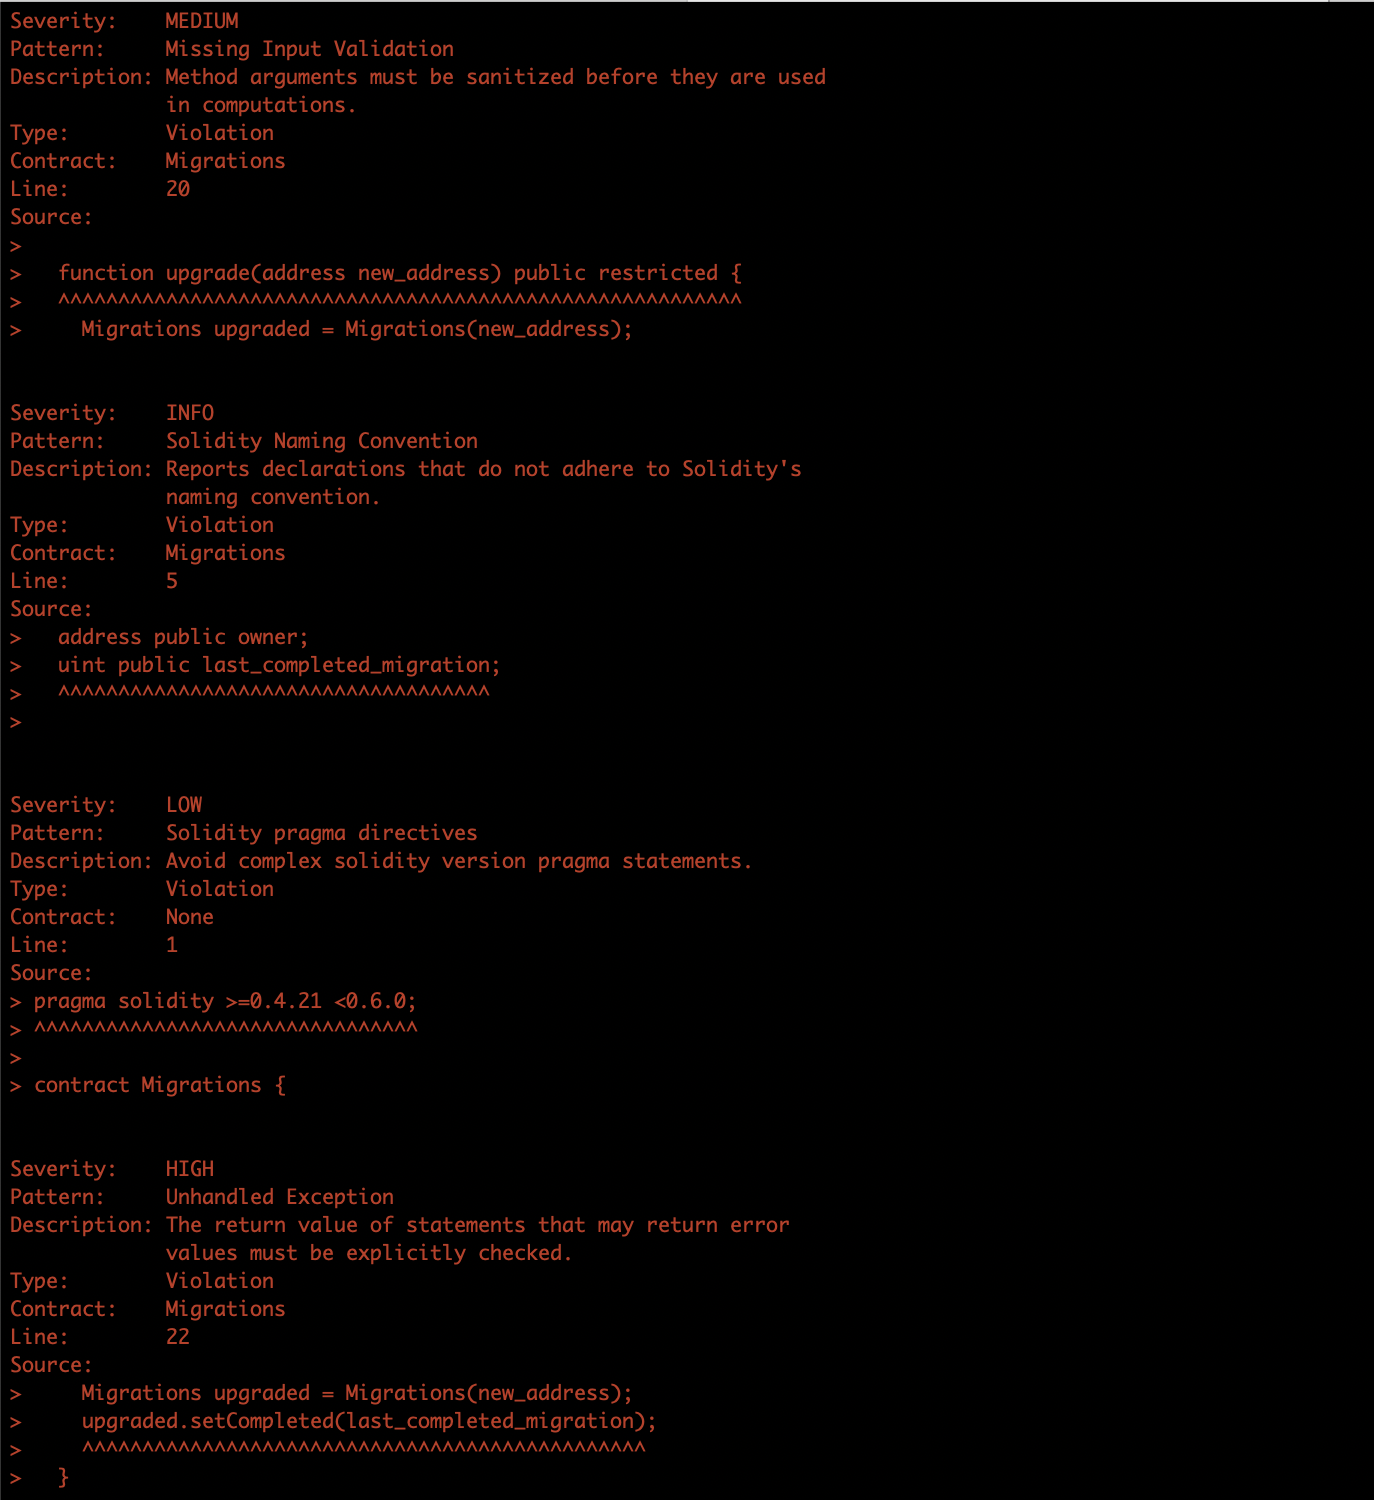 Severity:    MEDIUM
Pattern:     Missing Input Validation
Description: Method arguments must be sanitized before they are used
             in computations.
Type:        Violation
Contract:    Migrations
Line:        20
Source:
>
>   function upgrade(address new_address) public restricted {
>   ^^^^^^^^^^^^^^^^^^^^^^^^^^^^^^^^^^^^^^^^^^^^^^^^^^^^^^^^^
>     Migrations upgraded = Migrations(new_address);

Severity:    INFO
Pattern:     Solidity Naming Convention
Description: Reports declarations that do not adhere to Solidity's
             naming convention.
Type:        Violation
Contract:    Migrations
Line:        5
Source:
>   address public owner;
>   uint public last_completed_migration;
>   ^^^^^^^^^^^^^^^^^^^^^^^^^^^^^^^^^^^^
>

Severity:    LOW
Pattern:     Solidity pragma directives
Description: Avoid complex solidity version pragma statements.
Type:        Violation
Contract:    None
Line:        1
Source:
> pragma solidity >=0.4.21 <0.6.0;
> ^^^^^^^^^^^^^^^^^^^^^^^^^^^^^^^^
>
> contract Migrations {

Severity:    HIGH
Pattern:     Unhandled Exception
Description: The return value of statements that may return error
             values must be explicitly checked.
Type:        Violation
Contract:    Migrations
Line:        22
Source:
>     Migrations upgraded = Migrations(new_address);
>     upgraded.setCompleted(last_completed_migration);
>     ^^^^^^^^^^^^^^^^^^^^^^^^^^^^^^^^^^^^^^^^^^^^^^^
>   }